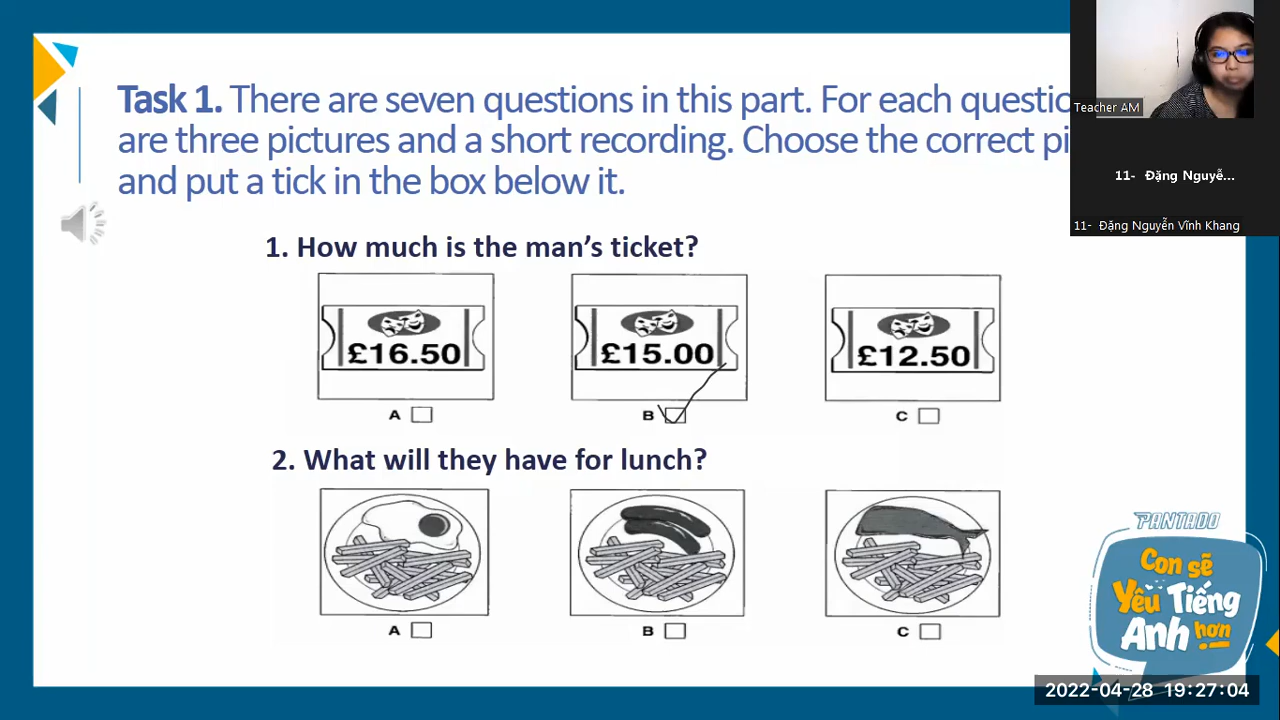 Task 1. There are seven questions in this part. For each questio
are three pictures and a short recording. Choose the correct pi
and put a tick in the box below it.
Teacher AM
11- Đặng Nguyễ...
11- Đặng Nguyễn Vĩnh Khang
1. How much is the man's ticket?
£16.50
£15.00
£12.50
A
B
C
2. What will they have for lunch?
A
B
C
PANTADO
Con sẽ
Yêu Tiếng
Anh hơn
2022-04-28 19:27:04